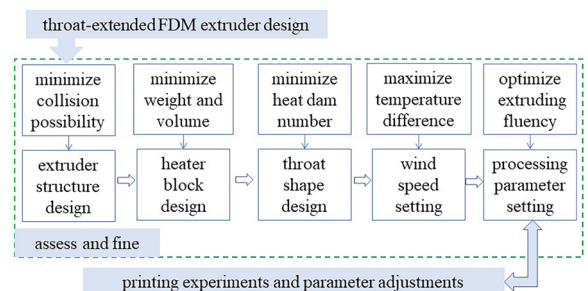 throat-extended FDM extruder design
minimize
collision
possibility
minimize
weight and
volume
minimize
heat dam
number
maximize
temperature
difference
optimize
extruding
fluency
extruder
structure
design
heater
block
design
throat
shape
design
wind
speed
setting
processing
parameter
setting
assess and fine
printing experiments and parameter adjustments